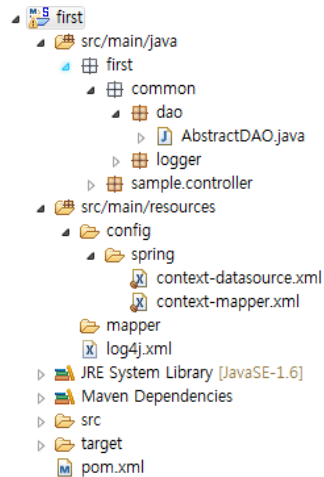 first
src/main/java
first
common
dao
AbstractDAO.java
logger
sample.controller
src/main/resources
config
spring
context-datasource.xml
context-mapper.xml
mapper
log4j.xml
JRE System Library [JavaSE-1.6]
Maven Dependencies
src
target
pom.xml